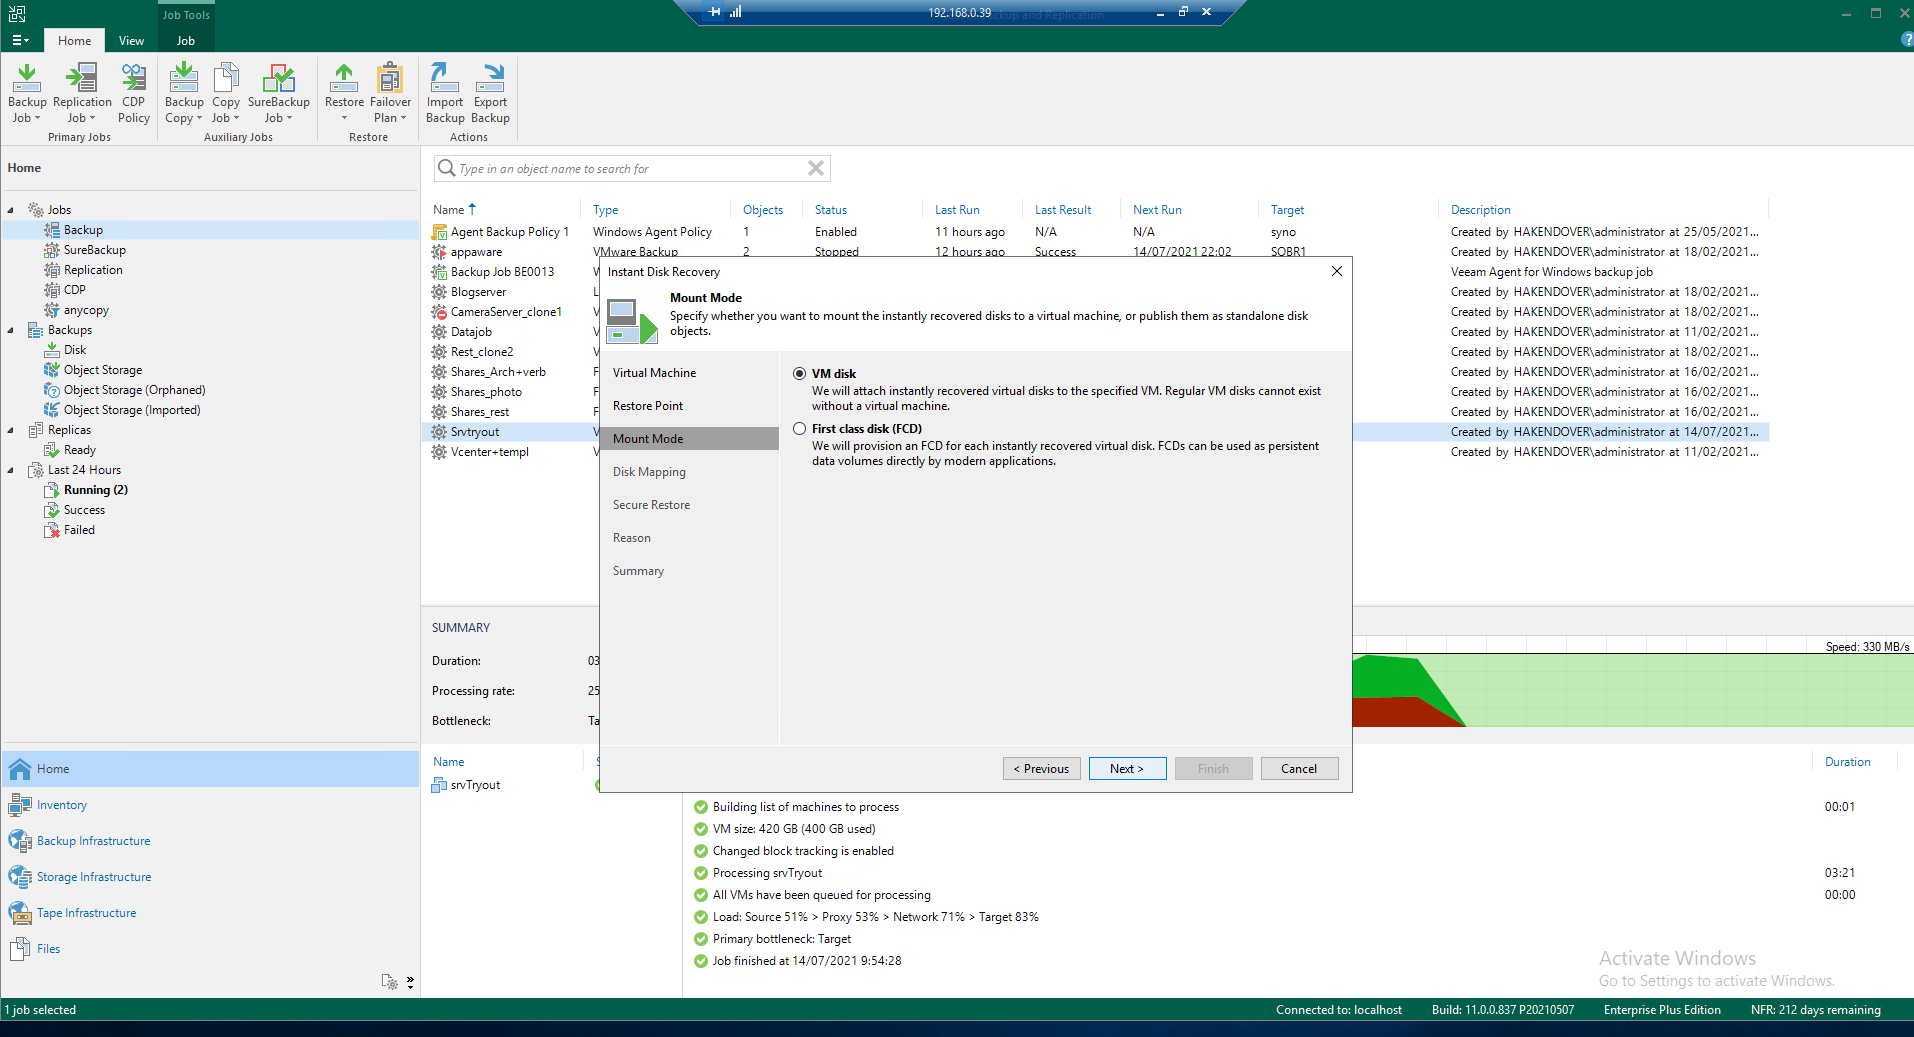 Job Tools
192.168.0.39
ckup and Replication
Home
View
Job
Backup Job
Replication Job
CDP Policy
Backup Copy
Copy Job
SureBackup Job
Restore
Failover Plan
Import Backup
Export Backup
Primary Jobs
Auxiliary Jobs
Restore
Actions
Home
Jobs
Backup
SureBackup
Replication
CDP
anycopy
Backups
Disk
Object Storage
Object Storage (Orphaned)
Object Storage (Imported)
Replicas
Ready
Last 24 Hours
Running (2)
Success
Failed
Home
Inventory
Backup Infrastructure
Storage Infrastructure
Tape Infrastructure
Files
Type in an object name to search for
Name Type Objects Status Last Run Last Result Next Run Target Description
Agent Backup Policy 1 Windows Agent Policy 1 Enabled 11 hours ago N/A N/A syno Created by HAKENDOVER\administrator at 25/05/2021...
appaware VMware Backup 2 Stopped 12 hours ago Success 14/07/2021 22:02 SOBR1 Created by HAKENDOVER\administrator at 18/02/2021...
Backup Job BE0013 W Veeam Agent for Windows backup job
Blogserver L Created by HAKENDOVER\administrator at 18/02/2021...
CameraServer_clone1 V Created by HAKENDOVER\administrator at 18/02/2021...
Datajob V Created by HAKENDOVER\administrator at 11/02/2021...
Rest_clone2 V Created by HAKENDOVER\administrator at 18/02/2021...
Shares_Arch+verb F Created by HAKENDOVER\administrator at 16/02/2021...
Shares_photo F Created by HAKENDOVER\administrator at 16/02/2021...
Shares_rest F Created by HAKENDOVER\administrator at 16/02/2021...
Srvtryout V Created by HAKENDOVER\administrator at 14/07/2021...
Vcenter+templ V Created by HAKENDOVER\administrator at 11/02/2021...
Instant Disk Recovery
Mount Mode
Specify whether you want to mount the instantly recovered disks to a virtual machine, or publish them as standalone disk
objects.
Virtual Machine
Restore Point
Mount Mode
Disk Mapping
Secure Restore
Reason
Summary
VM disk
We will attach instantly recovered virtual disks to the specified VM. Regular VM disks cannot exist
without a virtual machine.
First class disk (FCD)
We will provision an FCD for each instantly recovered virtual disk. FCDs can be used as persistent
data volumes directly by modern applications.
< Previous
Next >
Finish
Cancel
SUMMARY
Duration: 03
Processing rate: 25
Bottleneck: Ta
Speed: 330 MB/s
Name S Duration
srvTryout
Building list of machines to process 00:01
VM size: 420 GB (400 GB used)
Changed block tracking is enabled
Processing srvTryout 03:21
All VMs have been queued for processing 00:00
Load: Source 51% > Proxy 53% > Network 71% > Target 83%
Primary bottleneck: Target
Job finished at 14/07/2021 9:54:28
Activate Windows
Go to Settings to activate Windows.
1 job selected
Connected to: localhost
Build: 11.0.0.837 P20210507
Enterprise Plus Edition
NFR: 212 days remaining